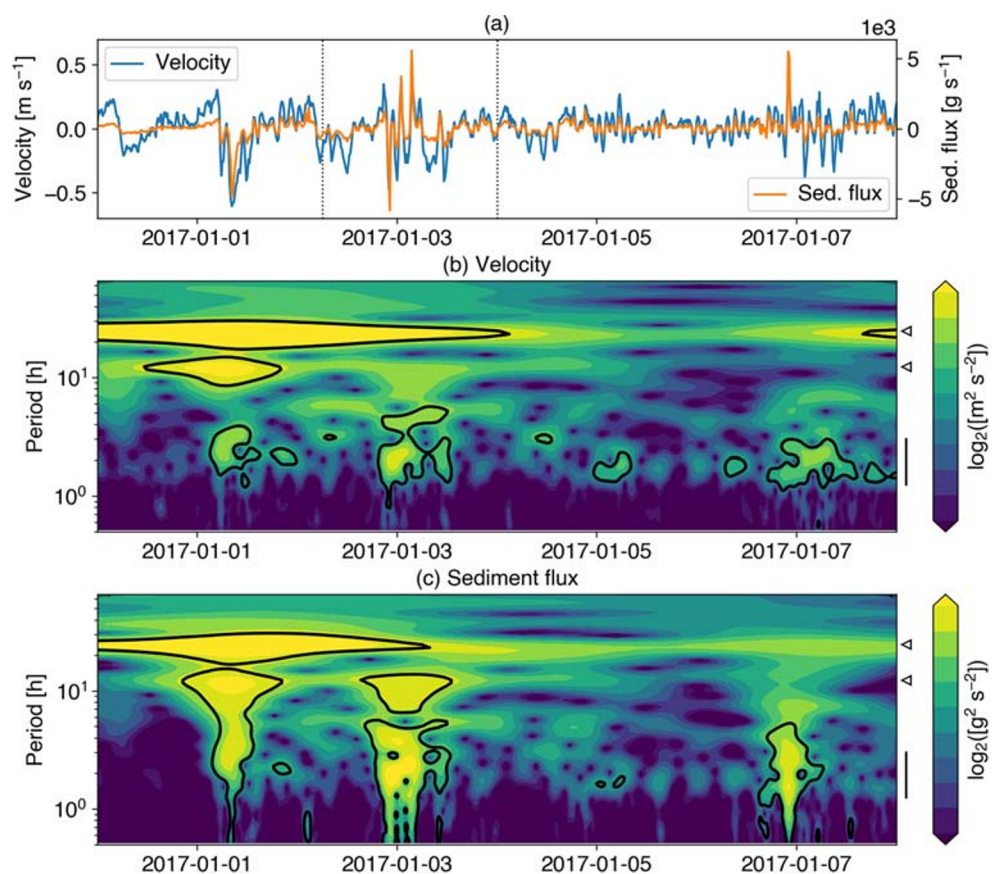 (a)
1e3
Velocity [m s⁻¹]
0.5
0.0
−0.5
Velocity
Sed. flux
5
0
−5
Sed. flux [g s⁻¹]
2017-01-01 2017-01-03 2017-01-05 2017-01-07
(b) Velocity
Period [h]
10¹
10⁰
log₂([m² s⁻²])
2017-01-01 2017-01-03 2017-01-05 2017-01-07
(c) Sediment flux
Period [h]
10¹
10⁰
log₂([g² s⁻²])
2017-01-01 2017-01-03 2017-01-05 2017-01-07